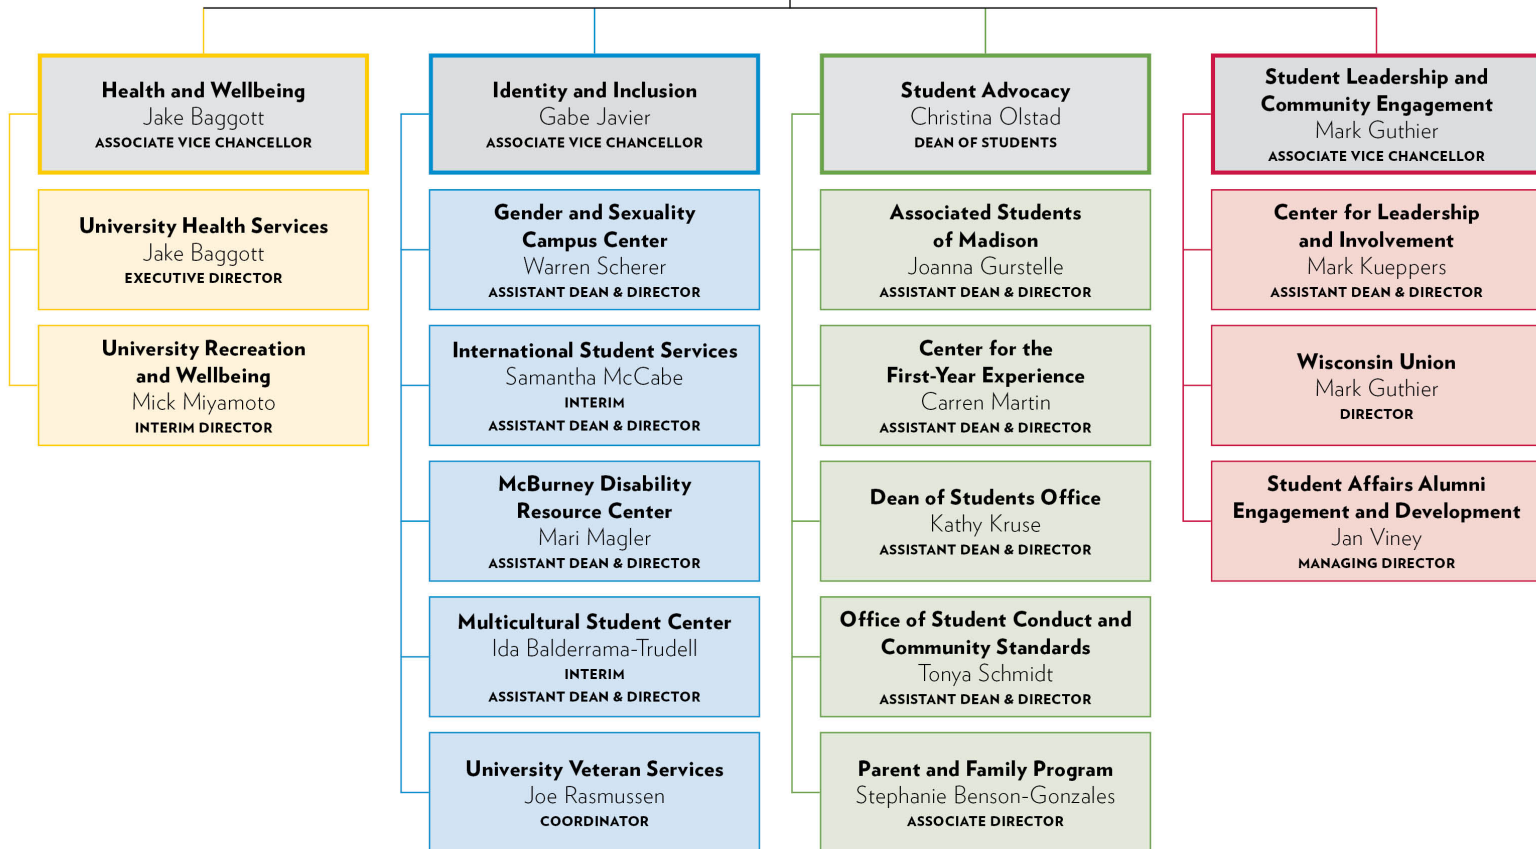 Health and Wellbeing
Jake Baggott
ASSOCIATE VICE CHANCELLOR
University Health Services
Jake Baggott
EXECUTIVE DIRECTOR
University Recreation
and Wellbeing
Mick Miyamoto
INTERIM DIRECTOR
Identity and Inclusion
Gabe Javier
ASSOCIATE VICE CHANCELLOR
Gender and Sexuality
Campus Center
Warren Scherer
ASSISTANT DEAN & DIRECTOR
International Student Services
Samantha McCabe
INTERIM
ASSISTANT DEAN & DIRECTOR
McBurney Disability
Resource Center
Mari Magler
ASSISTANT DEAN & DIRECTOR
Multicultural Student Center
Ida Balderrama-Trudell
INTERIM
ASSISTANT DEAN & DIRECTOR
University Veteran Services
Joe Rasmussen
COORDINATOR
Student Advocacy
Christina Olstad
DEAN OF STUDENTS
Associated Students
of Madison
Joanna Gurstelle
ASSISTANT DEAN & DIRECTOR
Center for the
First-Year Experience
Carren Martin
ASSISTANT DEAN & DIRECTOR
Dean of Students Office
Kathy Kruse
ASSISTANT DEAN & DIRECTOR
Office of Student Conduct and
Community Standards
Tonya Schmidt
ASSISTANT DEAN & DIRECTOR
Parent and Family Program
Stephanie Benson-Gonzales
ASSOCIATE DIRECTOR
Student Leadership and
Community Engagement
Mark Guthier
ASSOCIATE VICE CHANCELLOR
Center for Leadership
and Involvement
Mark Kueppers
ASSISTANT DEAN & DIRECTOR
Wisconsin Union
Mark Guthier
DIRECTOR
Student Affairs Alumni
Engagement and Development
Jan Viney
MANAGING DIRECTOR